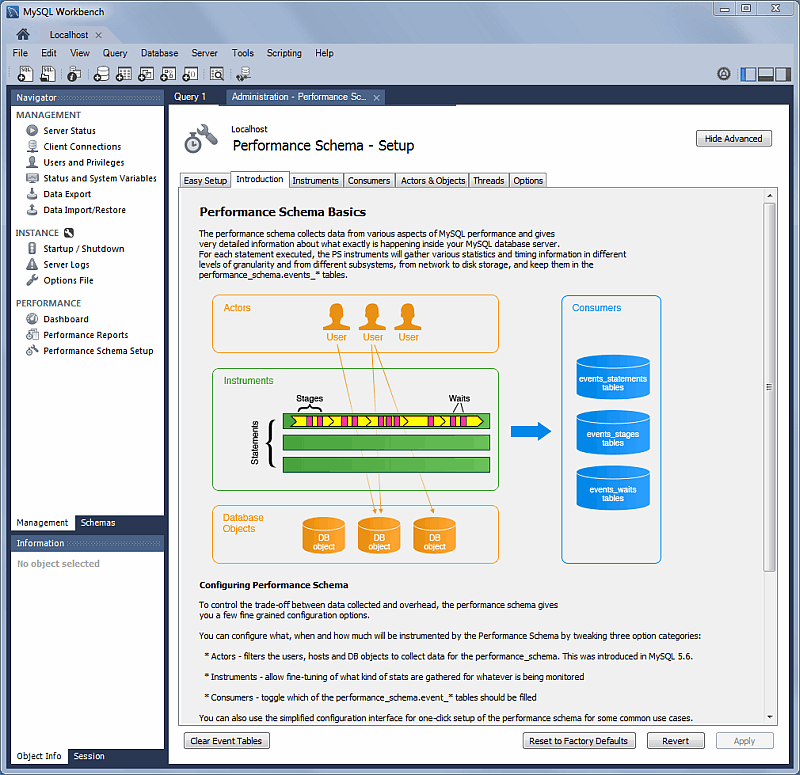 MySQL Workbench
Localhost
File Edit View Query Database Server Tools Scripting Help
Navigator
MANAGEMENT
Server Status
Client Connections
Users and Privileges
Status and System Variables
Data Export
Data Import/Restore
INSTANCE
Startup / Shutdown
Server Logs
Options File
PERFORMANCE
Dashboard
Performance Reports
Performance Schema Setup
Management Schemas
Information
No object selected
Object Info Session
Query 1 Administration - Performance Sc...
Localhost
Performance Schema - Setup
Hide Advanced
Easy Setup Introduction Instruments Consumers Actors & Objects Threads Options
Performance Schema Basics
The performance schema collects data from various aspects of MySQL performance and gives
very detailed information about what exactly is happening inside your MySQL database server.
For each statement executed, the PS instruments will gather various statistics and timing information in different
levels of granularity and from different subsystems, from network to disk storage, and keep them in the
performance_schema.events_* tables.
Actors
User User User
Instruments
Stages Waits
Statements
Database
Objects
DB
object
DB
object
DB
object
Consumers
events_statements
tables
events_stages
tables
events_waits
tables
Configuring Performance Schema
To control the trade-off between data collected and overhead, the performance schema gives
you a few fine grained configuration options.
You can configure what, when and how much will be instrumented by the Performance Schema by tweaking three option categories:
* Actors - filters the users, hosts and DB objects to collect data for the performance_schema. This was introduced in MySQL 5.6.
* Instruments - allow fine-tuning of what kind of stats are gathered for whatever is being monitored
* Consumers - toggle which of the performance_schema.event_* tables should be filled
You can also use the simplified configuration interface for one-click setup of the performance schema for some common use cases.
Clear Event Tables Reset to Factory Defaults Revert Apply